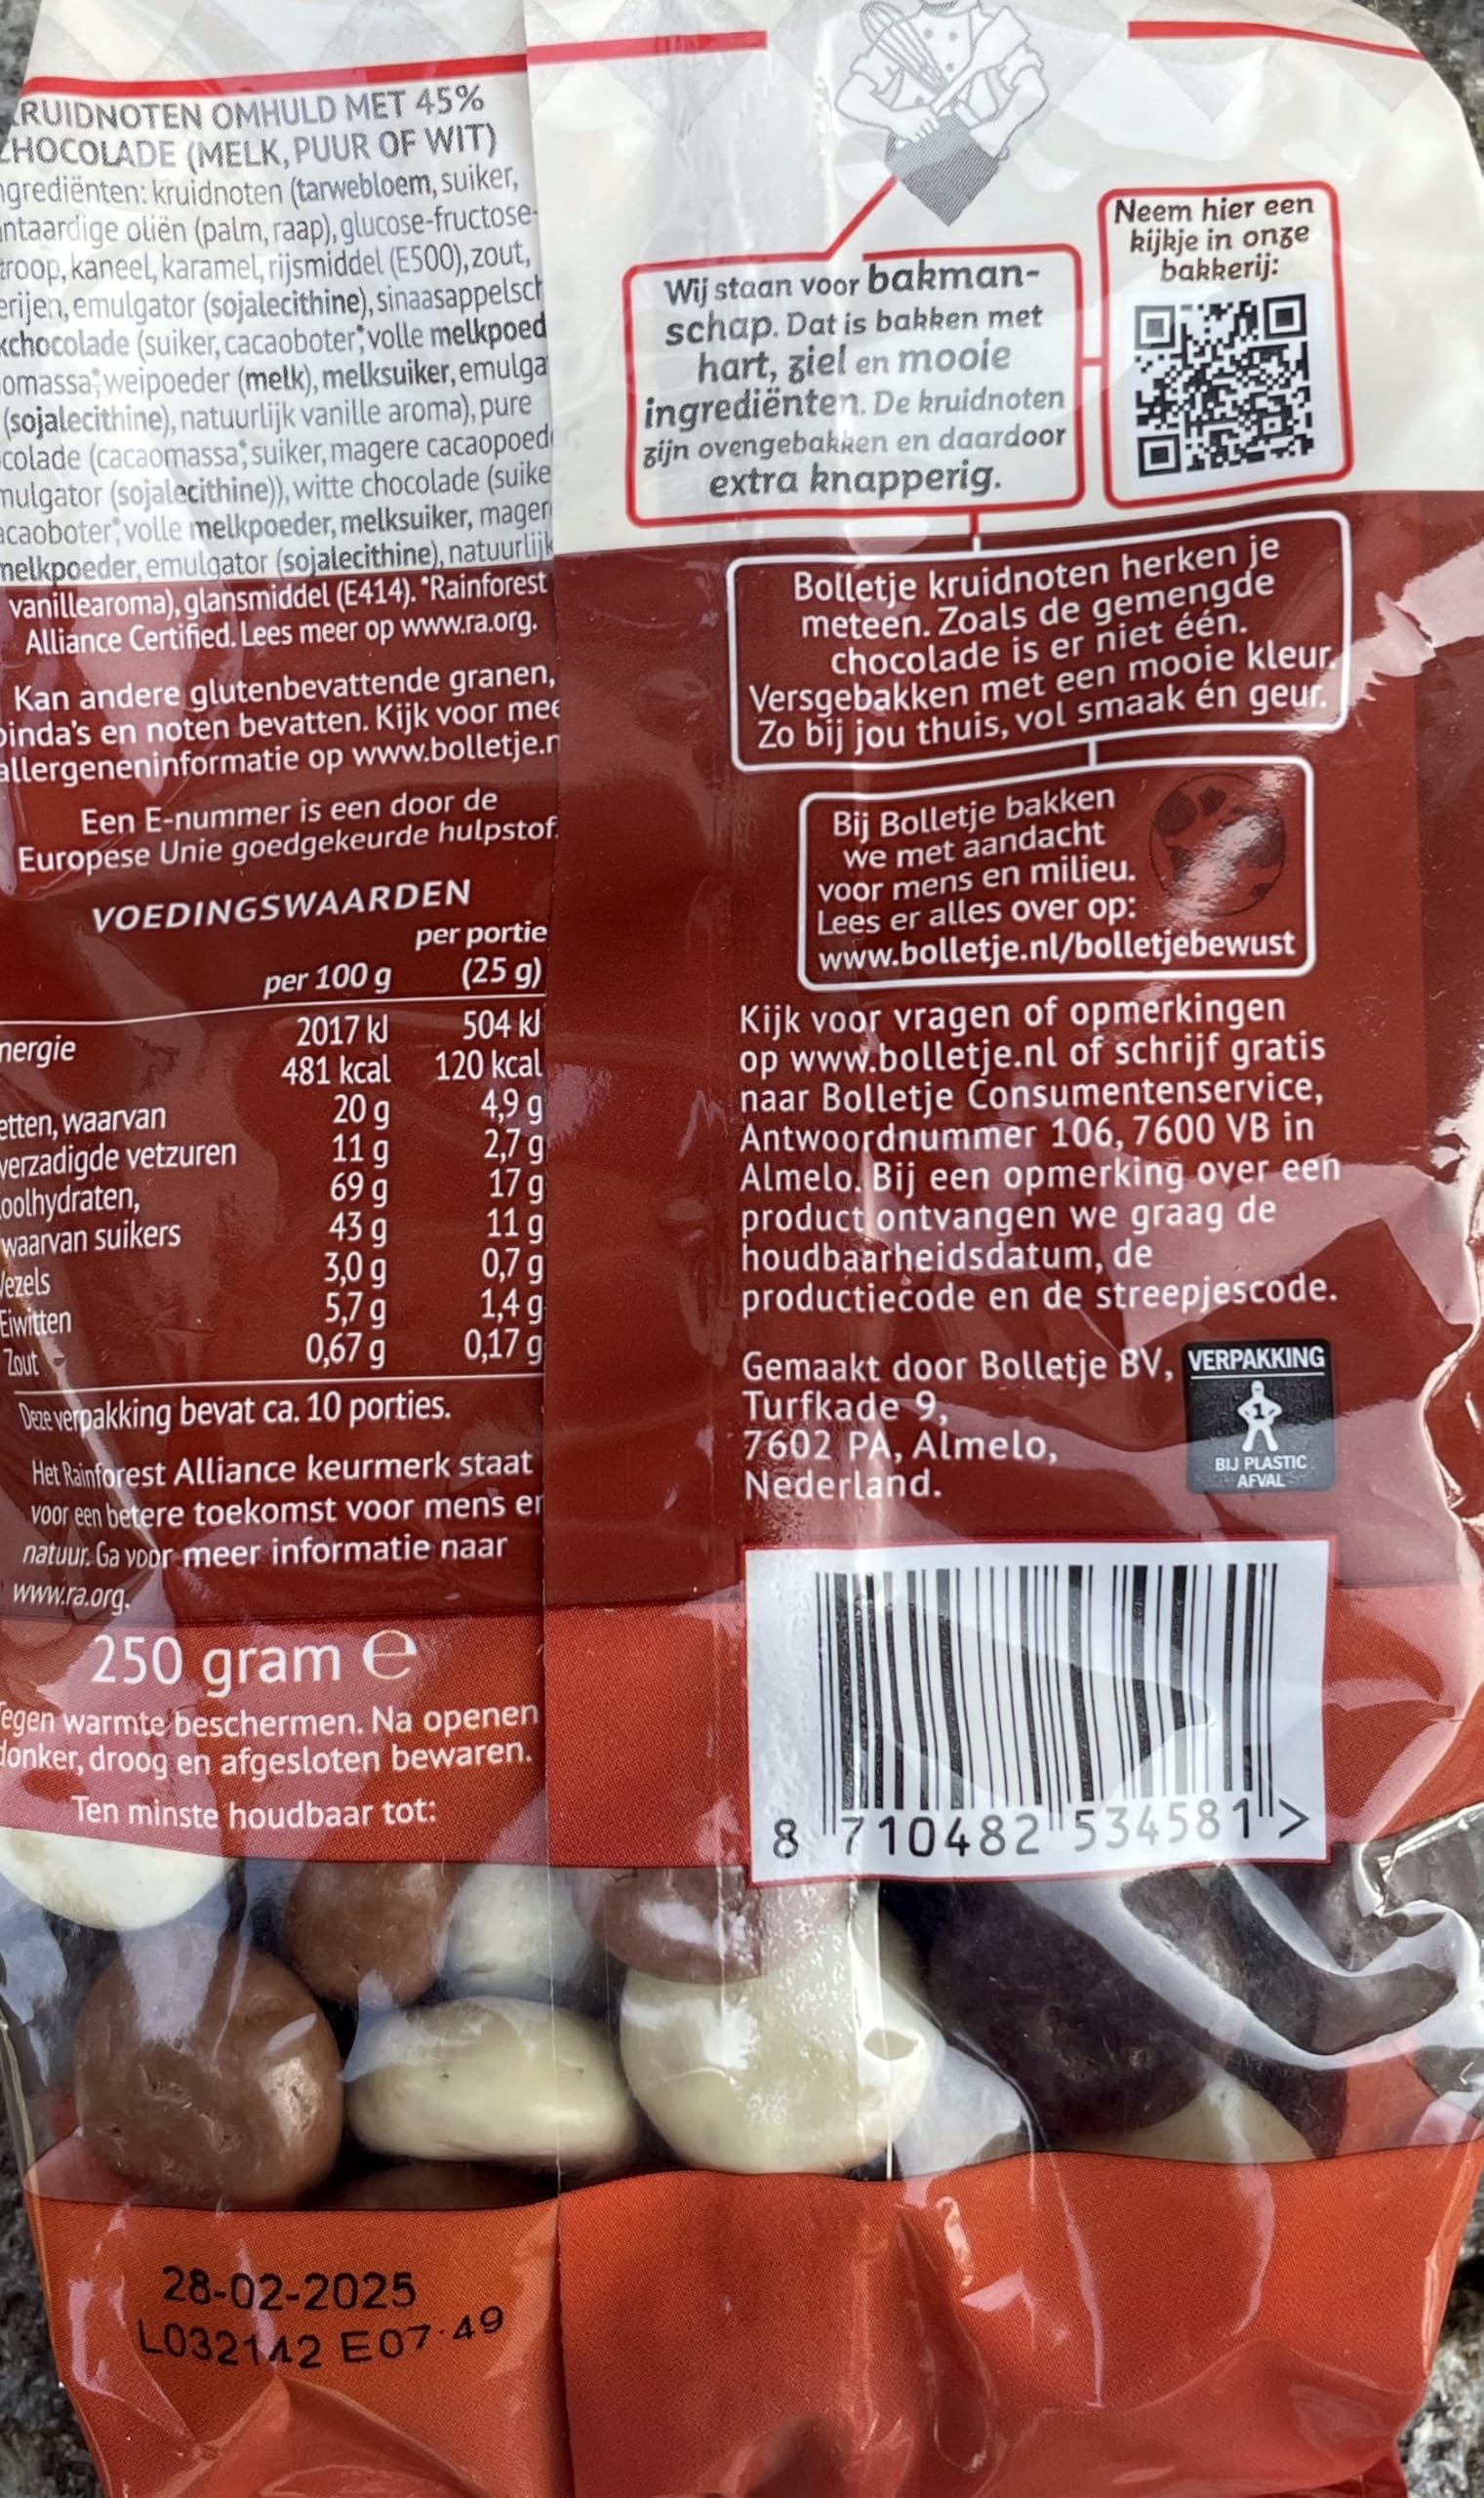 RUIDNOTEN OMHULD MET 45%
CHOCOLADE (MELK, PUUR OF WIT)
ngrediënten: kruidnoten (tarwebloem, suiker,
ntaardige oliën (palm, raap), glucose-fructose-
troop, kaneel, karamel, rijsmiddel (E500), zout,
erijen, emulgator (sojalecithine), sinaasappelsch
kchocolade (suiker, cacaoboter*, volle melkpoed
omassa*, weipoeder (melk), melksuiker, emulga
(sojalecithine), natuurlijk vanille aroma), pure
colade (cacaomassa*, suiker, magere cacaopoed
mulgator (sojalecithine)), witte chocolade (suike
acaoboter*, volle melkpoeder, melksuiker, mager
melkpoeder, emulgator (sojalecithine), natuurlijk
vanillearoma), glansmiddel (E414). *Rainforest
Alliance Certified. Lees meer op www.ra.org.
Kan andere glutenbevattende granen,
pinda's en noten bevatten. Kijk voor mee
allergeneninformatie op www.bolletje.n
Een E-nummer is een door de
Europese Unie goedgekeurde hulpstof.
VOEDINGSWAARDEN
per portie
per 100 g (25 g)
nergie 2017 kJ 504 kJ
481 kcal 120 kcal
etten, waarvan 20 g 4,9 g
verzadigde vetzuren 11 g 2,7 g
oolhydraten, 69 g 17 g
waarvan suikers 43 g 11 g
Vezels 3,0 g 0,7 g
Eiwitten 5,7 g 1,4 g
Zout 0,67 g 0,17 g
Deze verpakking bevat ca. 10 porties.
Het Rainforest Alliance keurmerk staat
voor een betere toekomst voor mens en
natuur. Ga voor meer informatie naar
www.ra.org.
250 gram e
Tegen warmte beschermen. Na openen
donker, droog en afgesloten bewaren.
Ten minste houdbaar tot:
28-02-2025
L032142 E07:49
Wij staan voor bakman-
schap. Dat is bakken met
hart, ziel en mooie
ingrediënten. De kruidnoten
zijn ovengebakken en daardoor
extra knapperig.
Neem hier een
kijkje in onze
bakkerij:
Bolletje kruidnoten herken je
meteen. Zoals de gemengde
chocolade is er niet één.
Versgebakken met een mooie kleur.
Zo bij jou thuis, vol smaak én geur.
Bij Bolletje bakken
we met aandacht
voor mens en milieu.
Lees er alles over op:
www.bolletje.nl/bolletjebewust
Kijk voor vragen of opmerkingen
op www.bolletje.nl of schrijf gratis
naar Bolletje Consumentenservice,
Antwoordnummer 106, 7600 VB in
Almelo. Bij een opmerking over een
product ontvangen we graag de
houdbaarheidsdatum, de
productiecode en de streepjescode.
Gemaakt door Bolletje BV,
Turfkade 9,
7602 PA, Almelo,
Nederland.
VERPAKKING
1
BIJ PLASTIC
AFVAL
8 710482 534581 >